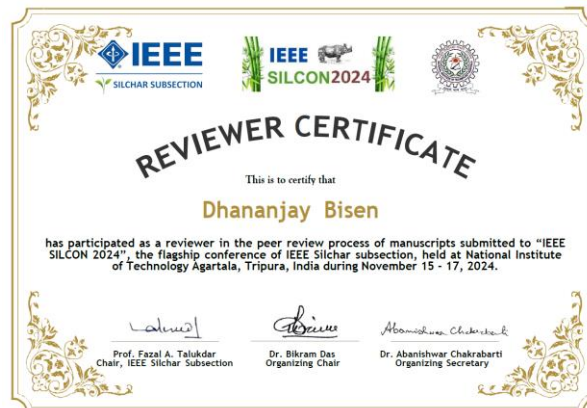 IEEE
SILCHAR SUBSECTION
IEEE
SILCON2024
REVIEWER CERTIFICATE
This is to certify that
Dhananjay Bisen
has participated as a reviewer in the peer review process of manuscripts submitted to “IEEE
SILCON 2024”, the flagship conference of IEEE Silchar subsection, held at National Institute
of Technology Agartala, Tripura, India during November 15 - 17, 2024.
Abanishwar Chakrabarti
Prof. Fazal A. Talukdar
Chair, IEEE Silchar Subsection
Dr. Bikram Das
Organizing Chair
Dr. Abanishwar Chakrabarti
Organizing Secretary